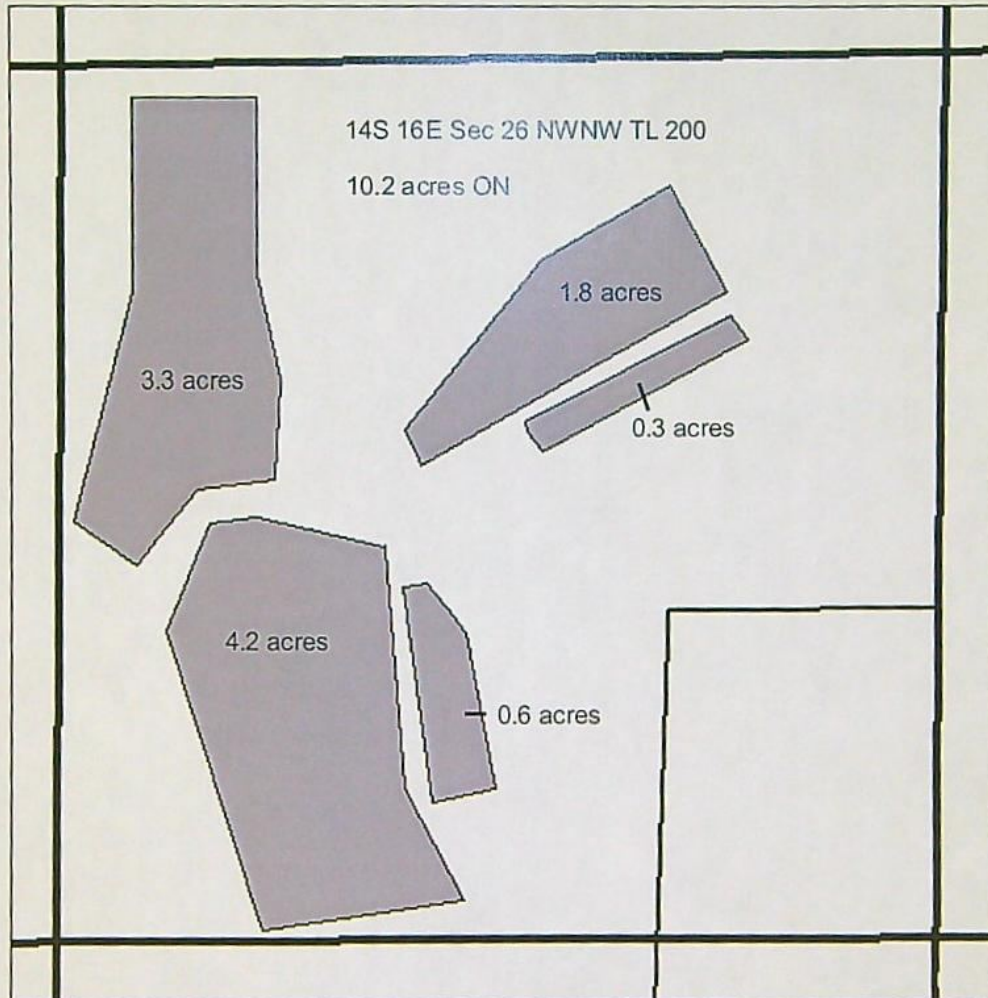 14S 16E Sec 26 NWNW TL 200
10.2 acres ON
1.8 acres
3.3 acres
0.3 acres
4.2 acres
0.6 acres